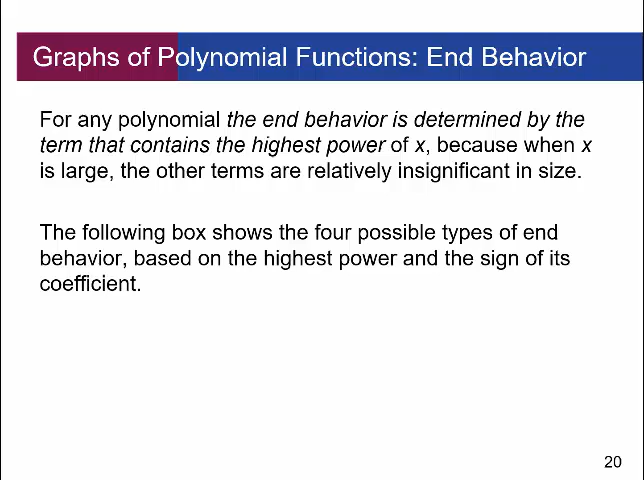 Graphs of Polynomial Functions: End Behavior
For any polynomial the end behavior is determined by the
term that contains the highest power of x, because when x
is large, the other terms are relatively insignificant in size.
The following box shows the four possible types of end
behavior, based on the highest power and the sign of its
coefficient.
20